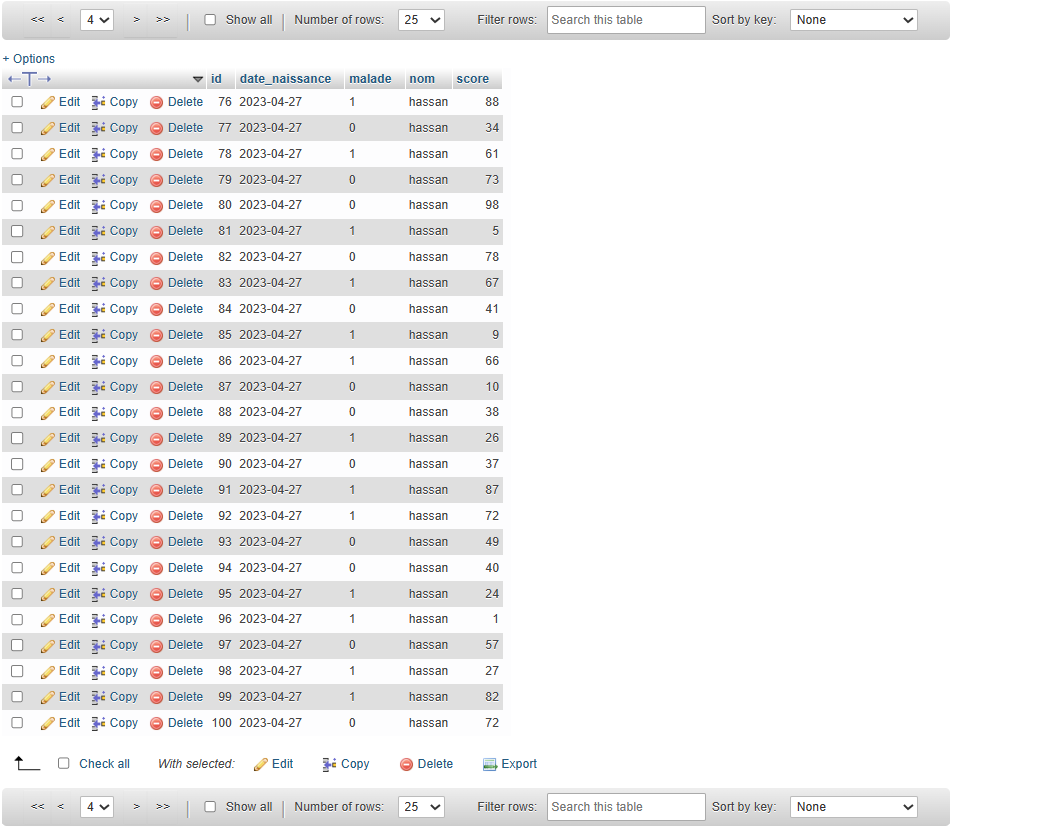 << < 4 > >> Show all Number of rows: 25 Filter rows: Search this table Sort by key: None
+ Options
←T→ id date_naissance malade nom score
Edit Copy Delete 76 2023-04-27 1 hassan 88
Edit Copy Delete 77 2023-04-27 0 hassan 34
Edit Copy Delete 78 2023-04-27 1 hassan 61
Edit Copy Delete 79 2023-04-27 0 hassan 73
Edit Copy Delete 80 2023-04-27 0 hassan 98
Edit Copy Delete 81 2023-04-27 1 hassan 5
Edit Copy Delete 82 2023-04-27 0 hassan 78
Edit Copy Delete 83 2023-04-27 1 hassan 67
Edit Copy Delete 84 2023-04-27 0 hassan 41
Edit Copy Delete 85 2023-04-27 1 hassan 9
Edit Copy Delete 86 2023-04-27 1 hassan 66
Edit Copy Delete 87 2023-04-27 0 hassan 10
Edit Copy Delete 88 2023-04-27 0 hassan 38
Edit Copy Delete 89 2023-04-27 1 hassan 26
Edit Copy Delete 90 2023-04-27 0 hassan 37
Edit Copy Delete 91 2023-04-27 1 hassan 87
Edit Copy Delete 92 2023-04-27 1 hassan 72
Edit Copy Delete 93 2023-04-27 0 hassan 49
Edit Copy Delete 94 2023-04-27 0 hassan 40
Edit Copy Delete 95 2023-04-27 1 hassan 24
Edit Copy Delete 96 2023-04-27 1 hassan 1
Edit Copy Delete 97 2023-04-27 0 hassan 57
Edit Copy Delete 98 2023-04-27 1 hassan 27
Edit Copy Delete 99 2023-04-27 1 hassan 82
Edit Copy Delete 100 2023-04-27 0 hassan 72
Check all With selected: Edit Copy Delete Export
<< < 4 > >> Show all Number of rows: 25 Filter rows: Search this table Sort by key: None